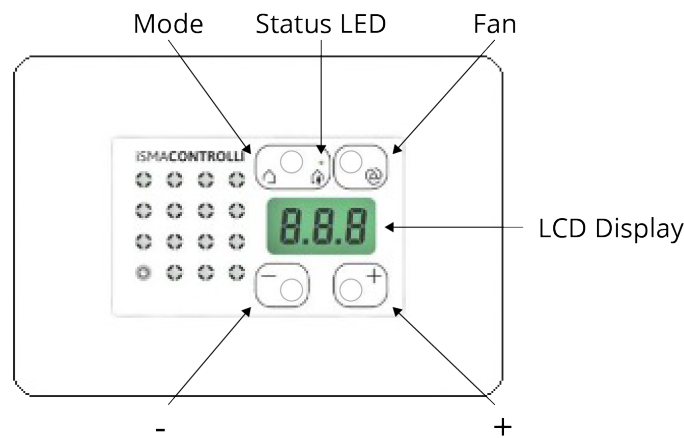 Mode Status LED Fan
iSMACONTROLLI
8.8.8
LCD Display
- +
- +